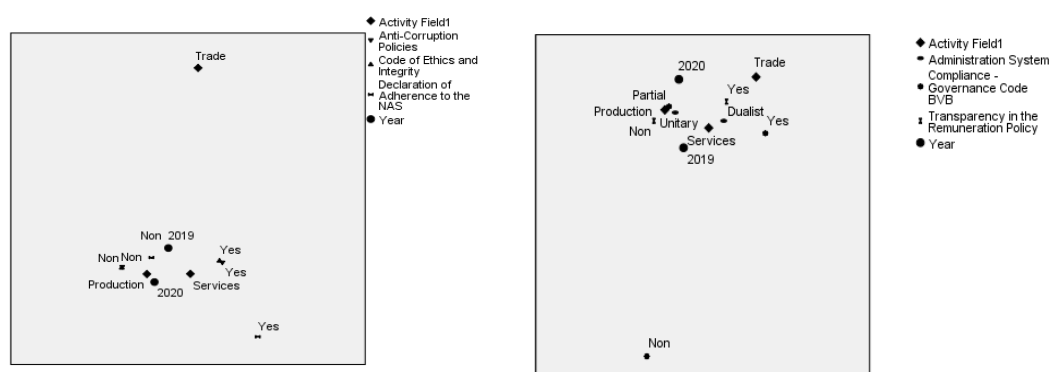 Trade
Non 2019
Non Non
Yes
Yes
Production
2020
Services
Yes
Activity Field1
Anti-Corruption
Policies
Code of Ethics and
Integrity
Declaration of
Adherence to the
NAS
Year
2020
Trade
Partial
Yes
Production
Dualist
Non
Unitary
Yes
Services
2019
Non
Activity Field1
Administration System
Compliance -
Governance Code
BVB
Transparency in the
Remuneration Policy
Year